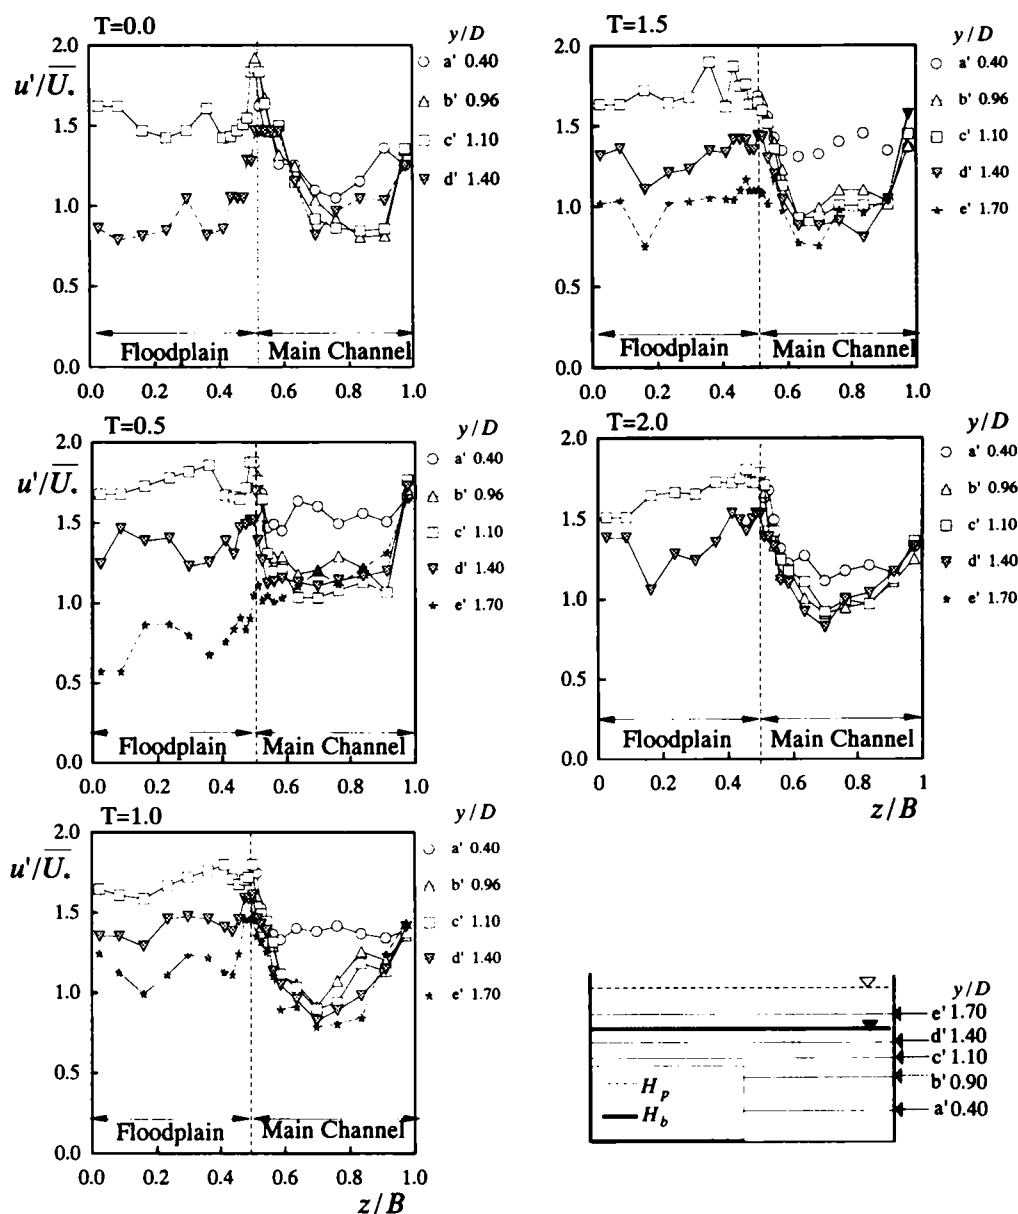 T=0.0
y/D
u'/U̅*
a' 0.40
b' 0.96
c' 1.10
d' 1.40
2.0
1.5
1.0
0.5
0.0
Floodplain
Main Channel
0.0 0.2 0.4 0.6 0.8 1.0
T=1.5
y/D
a' 0.40
b' 0.96
c' 1.10
d' 1.40
e' 1.70
2.0
1.5
1.0
0.5
0.0
Floodplain
Main Channel
0.0 0.2 0.4 0.6 0.8 1.0
T=0.5
y/D
u'/U̅*
a' 0.40
b' 0.96
c' 1.10
d' 1.40
e' 1.70
2.0
1.5
1.0
0.5
0.0
Floodplain
Main Channel
0.0 0.2 0.4 0.6 0.8 1.0
T=2.0
y/D
a' 0.40
b' 0.96
c' 1.10
d' 1.40
e' 1.70
2.0
1.5
1.0
0.5
0.0
Floodplain
Main Channel
0 0.2 0.4 0.6 0.8 1
z/B
T=1.0
y/D
u'/U̅*
a' 0.40
b' 0.96
c' 1.10
d' 1.40
e' 1.70
2.0
1.5
1.0
0.5
0.0
Floodplain
Main Channel
0.0 0.2 0.4 0.6 0.8 1.0
z/B
y/D
e' 1.70
d' 1.40
c' 1.10
b' 0.90
a' 0.40
Hp
Hb